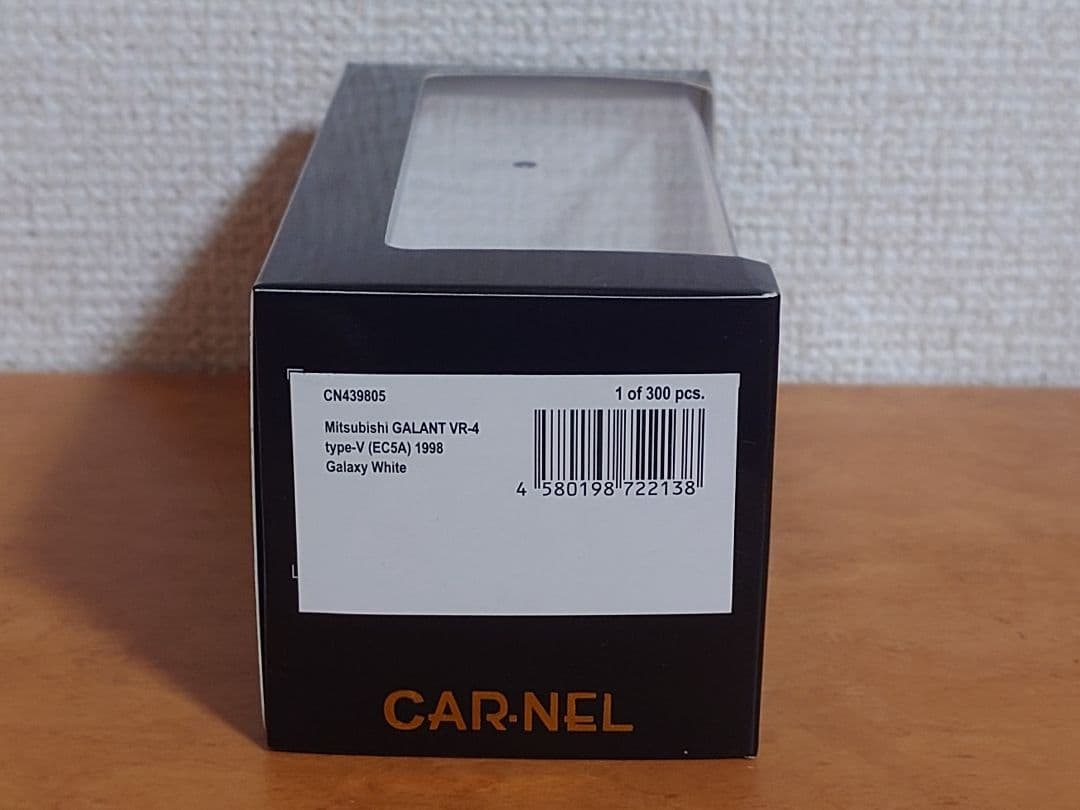 CN439805
1 of 300 pcs.
Mitsubishi GALANT VR-4
type-V (EC5A) 1998
Galaxy White
4 580198 722138
CAR·NEL